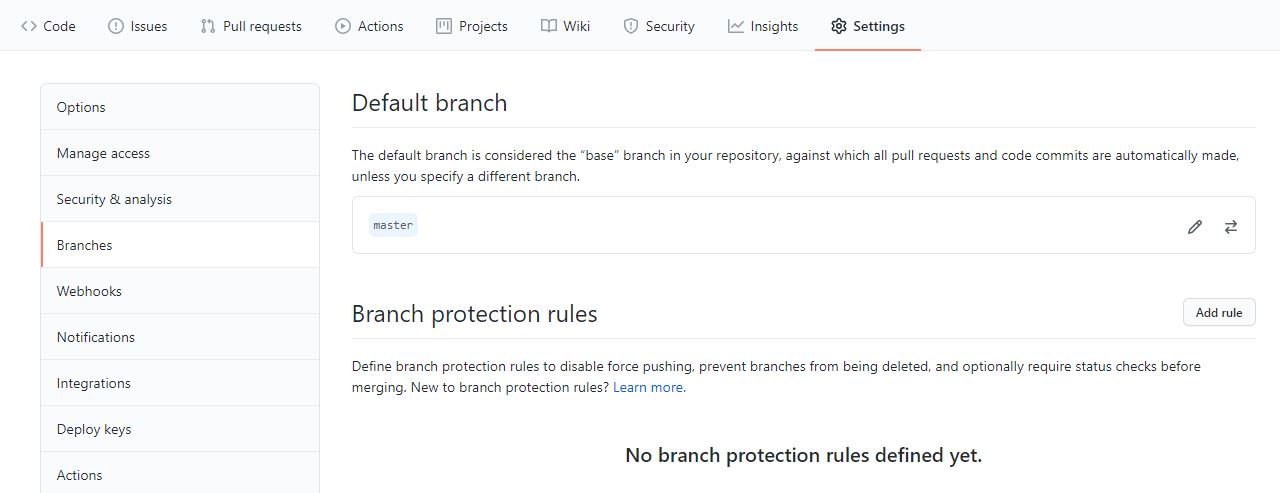 Code Issues Pull requests Actions Projects Wiki Security Insights Settings
Options
Manage access
Security & analysis
Branches
Webhooks
Notifications
Integrations
Deploy keys
Actions
Default branch
The default branch is considered the “base” branch in your repository, against which all pull requests and code commits are automatically made,
unless you specify a different branch.
master
Branch protection rules
Add rule
Define branch protection rules to disable force pushing, prevent branches from being deleted, and optionally require status checks before
merging. New to branch protection rules? Learn more.
No branch protection rules defined yet.